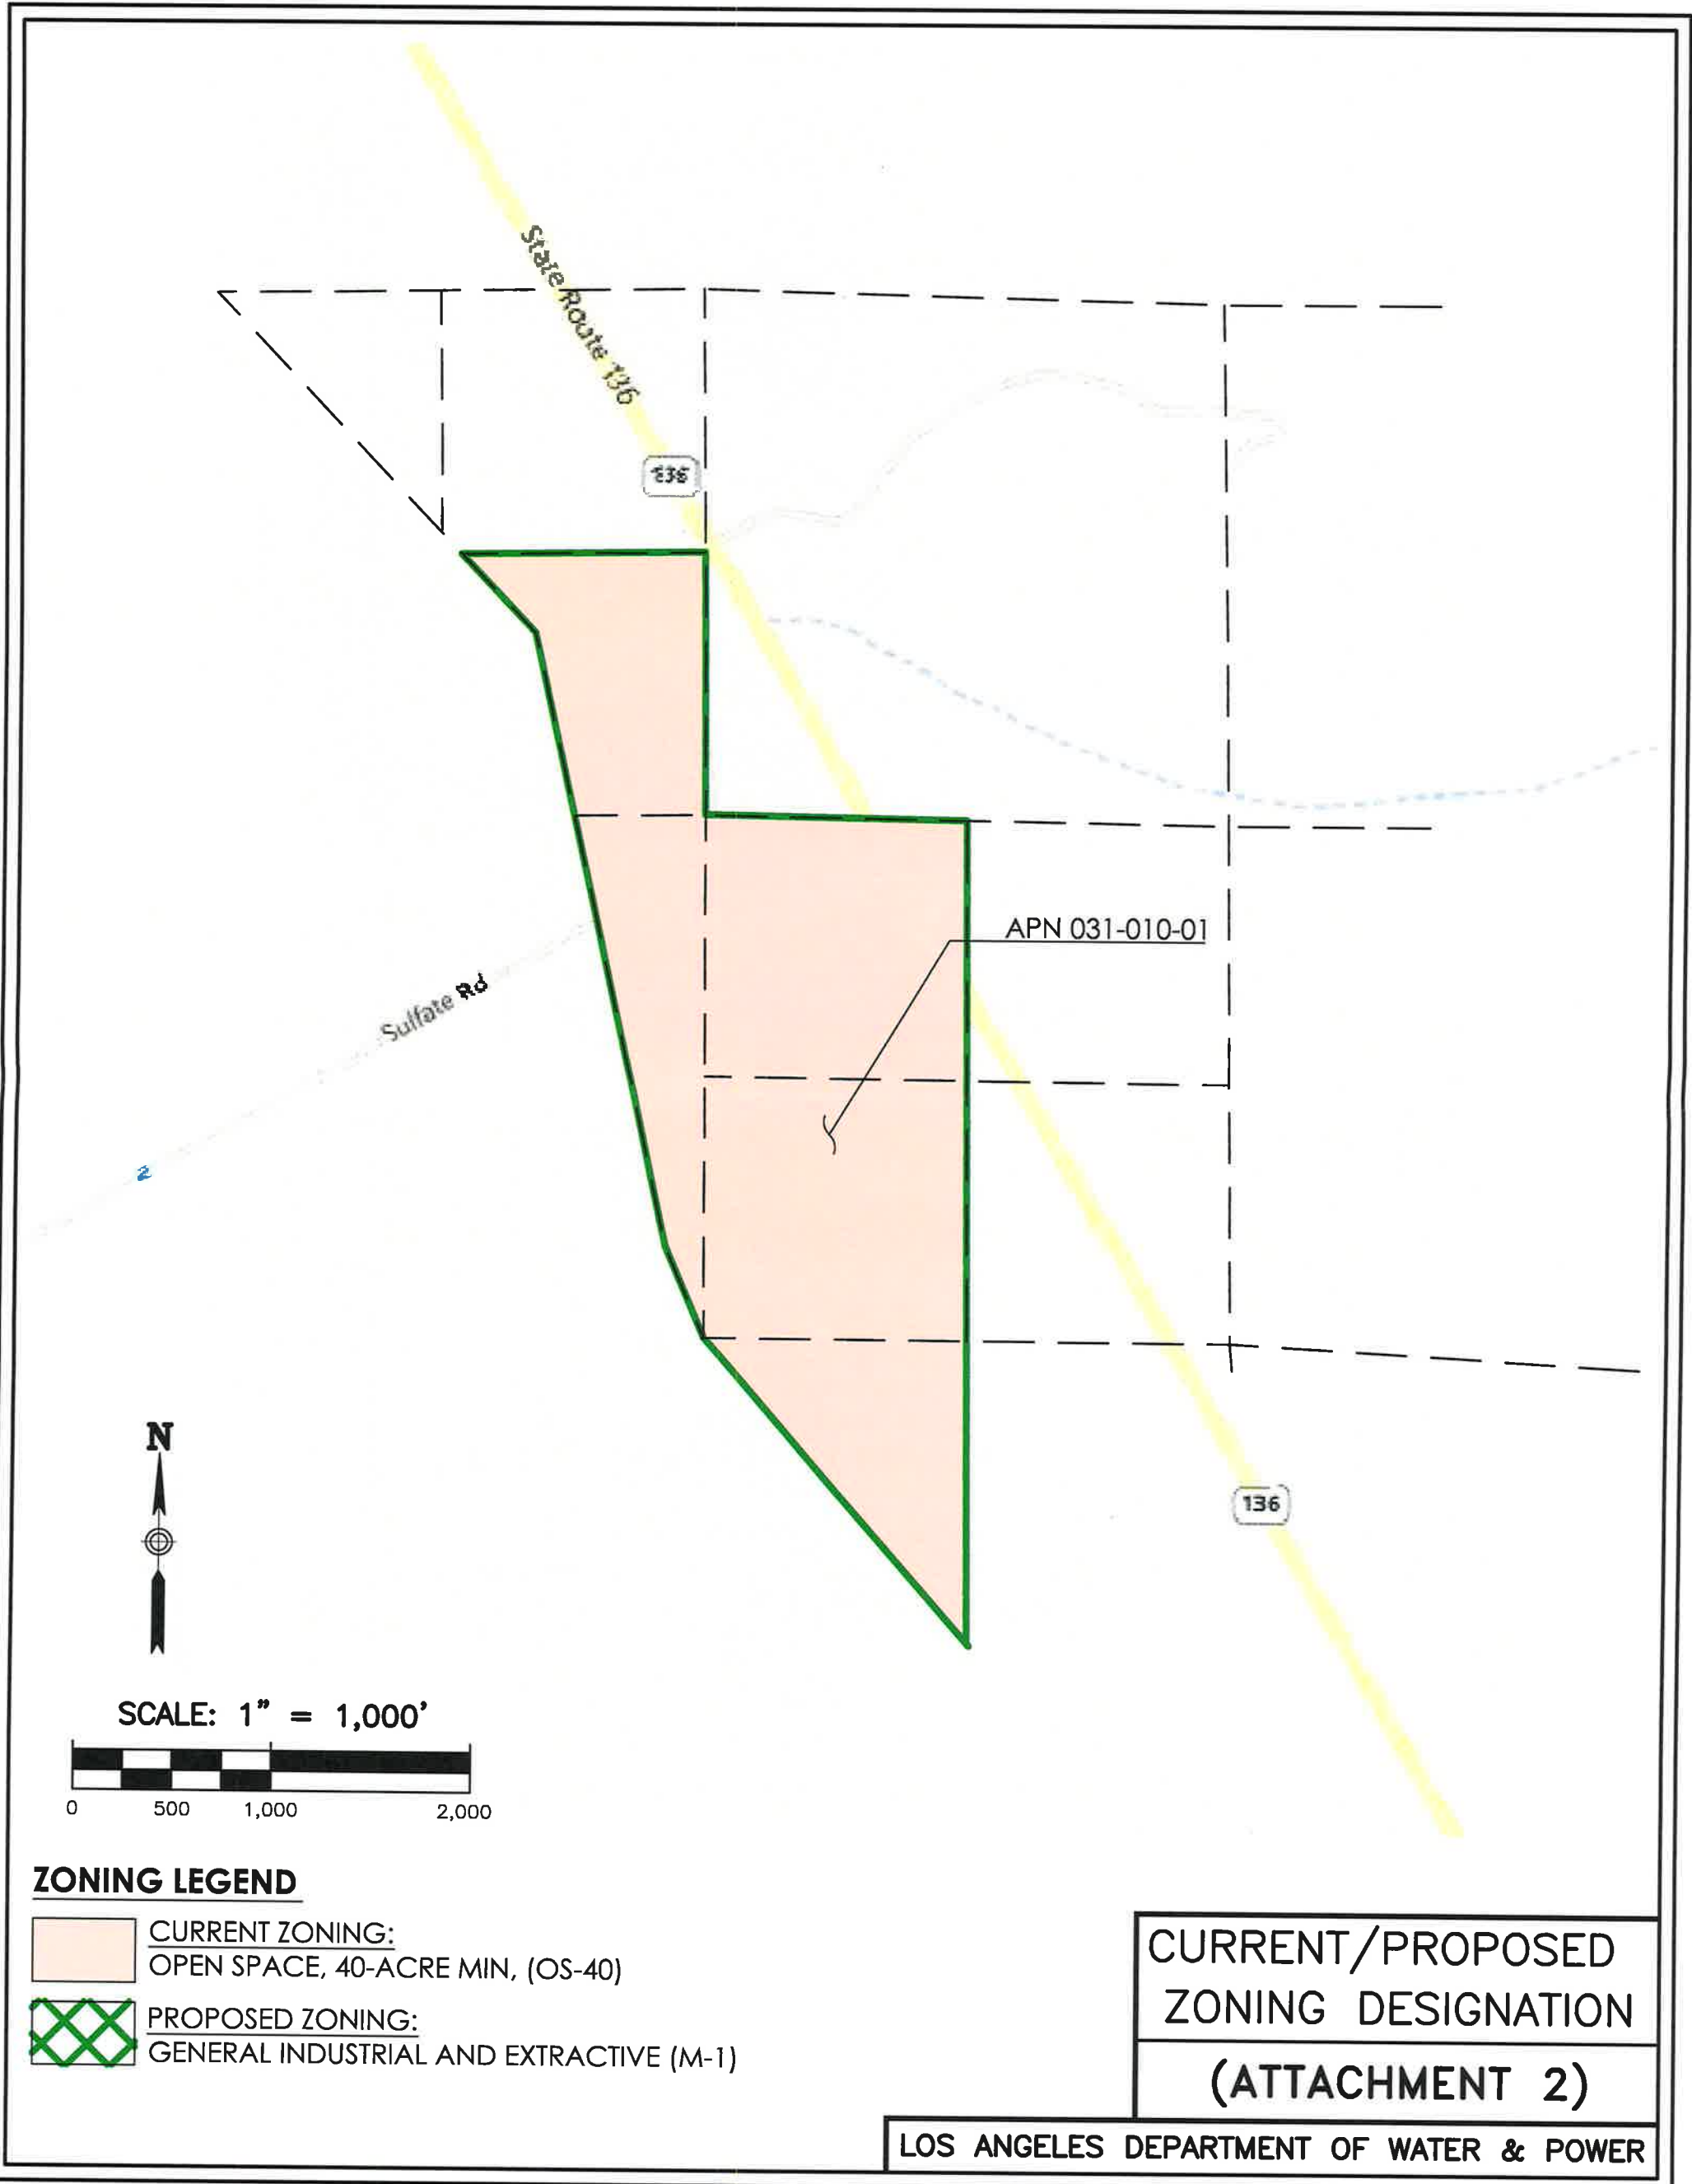 State Route 136
136
APN 031-010-01
Sulfate Rd
136
N
SCALE: 1" = 1,000'
0 500 1,000 2,000
ZONING LEGEND
CURRENT ZONING:
OPEN SPACE, 40-ACRE MIN, (OS-40)
PROPOSED ZONING:
GENERAL INDUSTRIAL AND EXTRACTIVE (M-1)
CURRENT/PROPOSED
ZONING DESIGNATION
(ATTACHMENT 2)
LOS ANGELES DEPARTMENT OF WATER & POWER